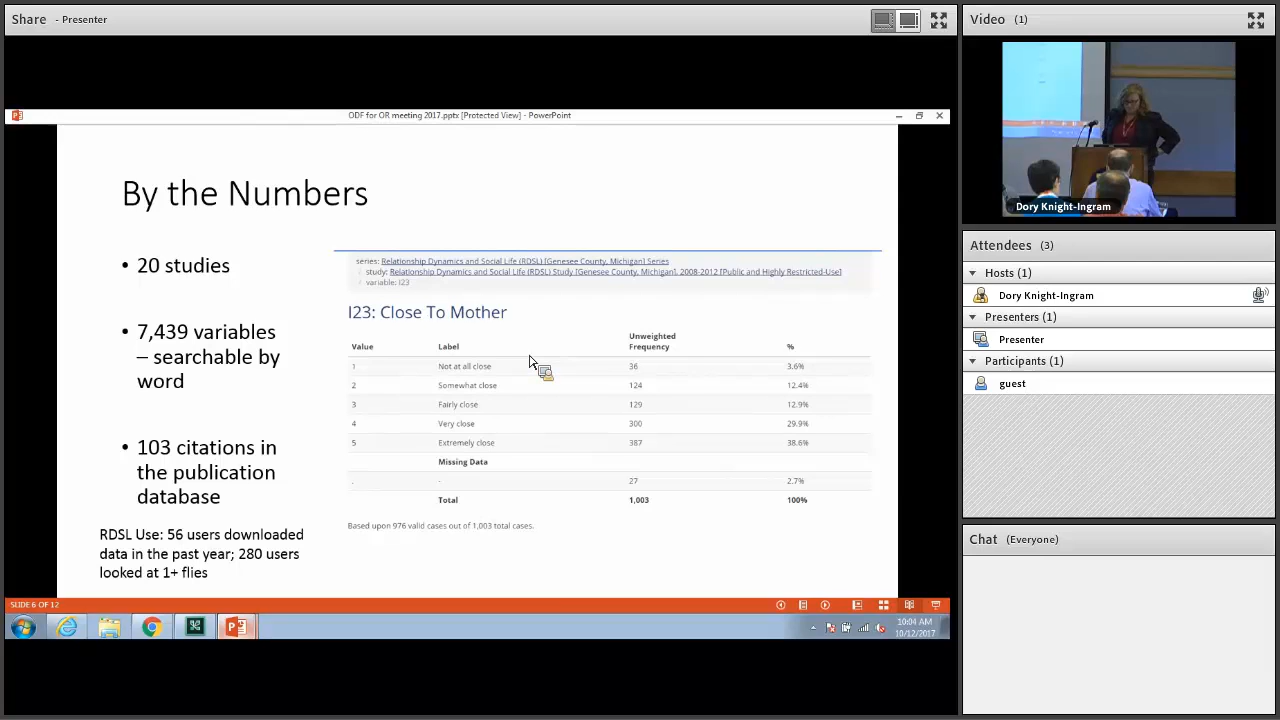 Share - Presenter
ODF for OR meeting 2017.pptx [Protected View] - PowerPoint
By the Numbers
• 20 studies
• 7,439 variables
– searchable by
word
• 103 citations in
the publication
database
RDSL Use: 56 users downloaded
data in the past year; 280 users
looked at 1+ flies
series: Relationship Dynamics and Social Life (RDSL) [Genesee County, Michigan] Series
study: Relationship Dynamics and Social Life (RDSL) Study [Genesee County, Michigan], 2008-2012 [Public and Highly Restricted-Use]
variable: I23
I23: Close To Mother
Value Label Unweighted Frequency %
1 Not at all close 36 3.6%
2 Somewhat close 124 12.4%
3 Fairly close 129 12.9%
4 Very close 300 29.9%
5 Extremely close 387 38.6%
Missing Data
. - 27 2.7%
Total 1,003 100%
Based upon 976 valid cases out of 1,003 total cases.
SLIDE 6 OF 12
10:04 AM
10/12/2017
Video (1)
Dory Knight-Ingram
Attendees (3)
Hosts (1)
Dory Knight-Ingram
Presenters (1)
Presenter
Participants (1)
guest
Chat (Everyone)